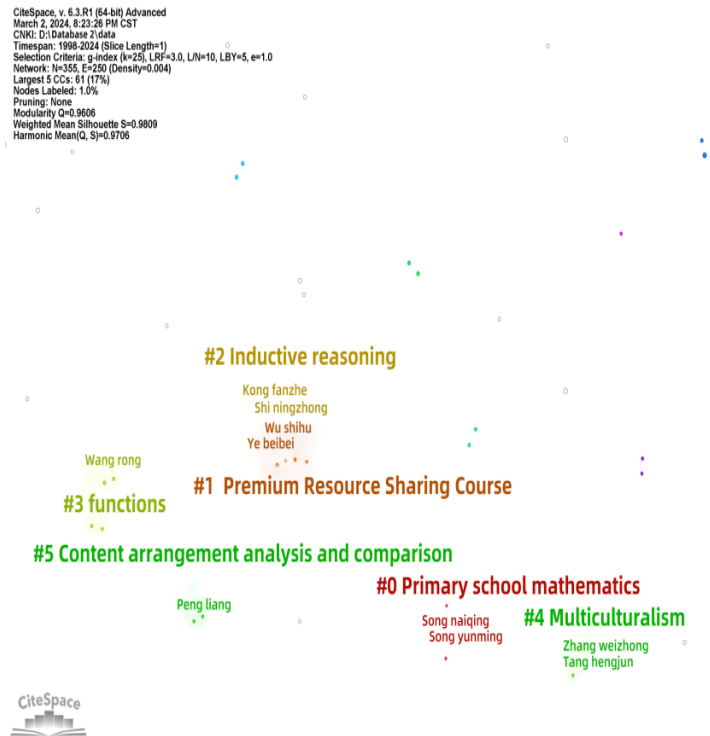 CiteSpace, v. 6.3.R1 (64-bit) Advanced
March 2, 2024, 8:23:26 PM CST
CNKI: D:\Database 2\data
Timespan: 1998-2024 (Slice Length=1)
Selection Criteria: g-index (k=25), LRF=3.0, L/N=10, LBY=5, e=1.0
Network: N=355, E=250 (Density=0.004)
Largest 5 CCs: 61 (17%)
Nodes Labeled: 1.0%
Pruning: None
Modularity Q=0.9606
Weighted Mean Silhouette S=0.9809
Harmonic Mean(Q, S)=0.9706
#2 Inductive reasoning
Kong fanzhe
Shi ningzhong
Wu shihu
Ye beibei
Wang rong
#1 Premium Resource Sharing Course
#3 functions
#5 Content arrangement analysis and comparison
#0 Primary school mathematics
Peng liang
#4 Multiculturalism
Song naiqing
Song yunming
Zhang weizhong
Tang hengjun
CiteSpace